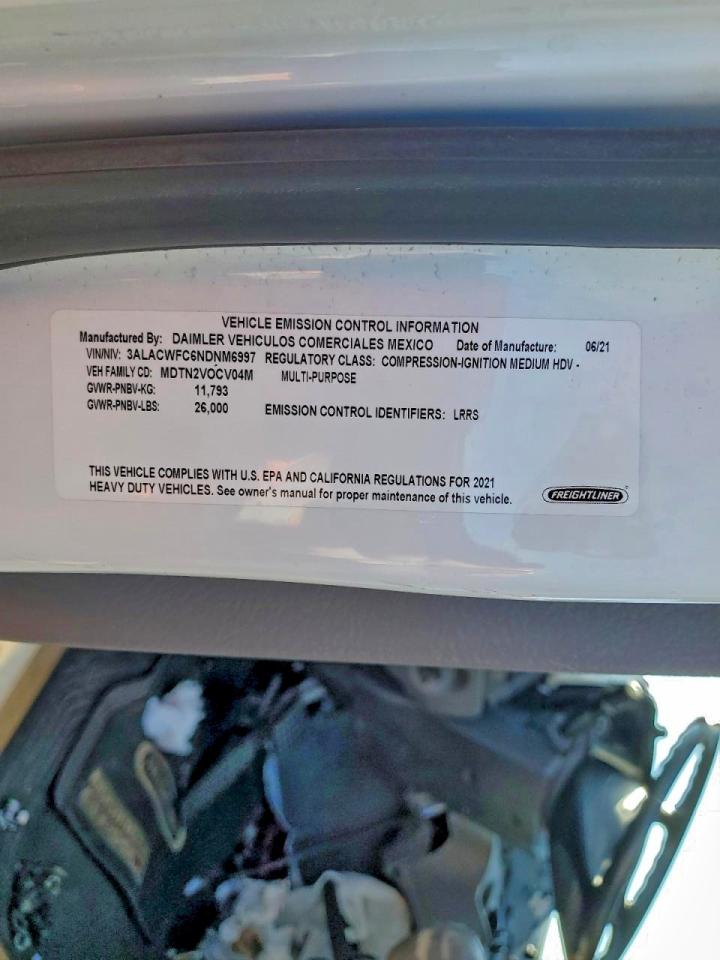 VEHICLE EMISSION CONTROL INFORMATION
Manufactured By: DAIMLER VEHICULOS COMERCIALES MEXICO Date of Manufacture: 06/21
VIN/NIV: 3ALACWFC6NDNM6997 REGULATORY CLASS: COMPRESSION-IGNITION MEDIUM HDV -
VEH FAMILY CD: MDTN2VOCV04M MULTI-PURPOSE
GVWR-PNBV-KG: 11,793
GVWR-PNBV-LBS: 26,000 EMISSION CONTROL IDENTIFIERS: LRRS
THIS VEHICLE COMPLIES WITH U.S. EPA AND CALIFORNIA REGULATIONS FOR 2021
HEAVY DUTY VEHICLES. See owner's manual for proper maintenance of this vehicle.
FREIGHTLINER